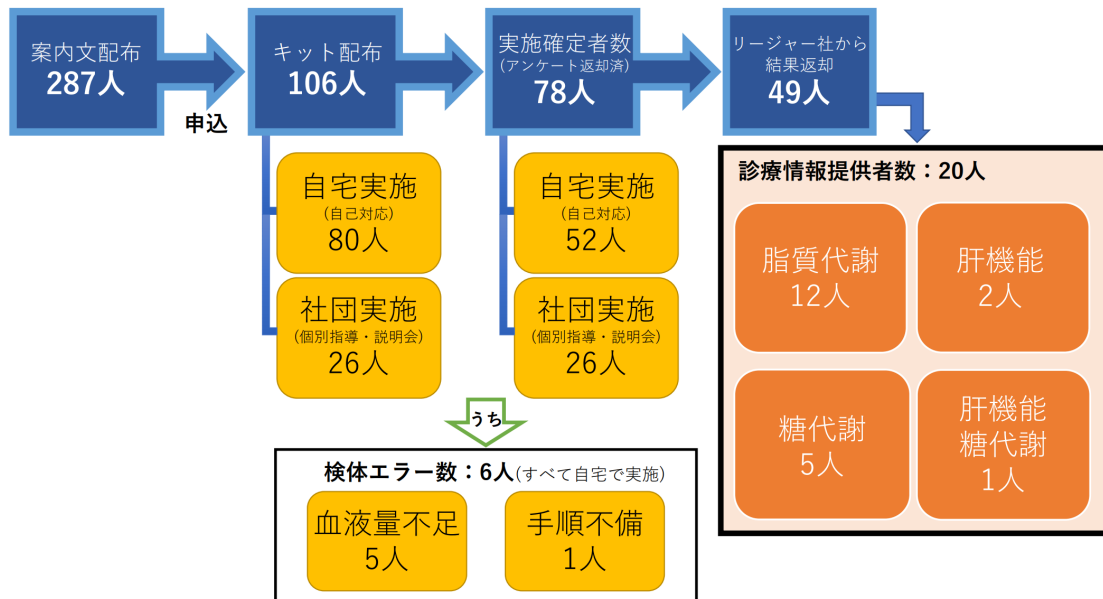 案内文配布
287人
申込
キット配布
106人
実施確定者数
(アンケート返却済)
78人
リージャー社から
結果返却
49人
自宅実施
(自己対応)
80人
社団実施
(個別指導・説明会)
26人
自宅実施
(自己対応)
52人
社団実施
(個別指導・説明会)
26人
うち
検体エラー数：6人(すべて自宅で実施)
血液量不足
5人
手順不備
1人
診療情報提供者数：20人
脂質代謝
12人
肝機能
2人
糖代謝
5人
肝機能
糖代謝
1人